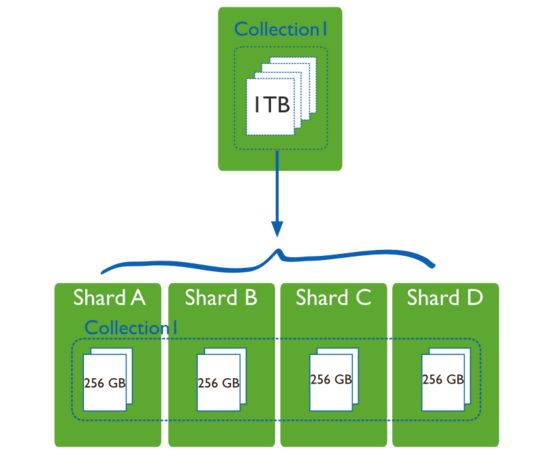 Collection1
1TB
Shard A
Shard B
Shard C
Shard D
Collection1
256 GB
256 GB
256 GB
256 GB